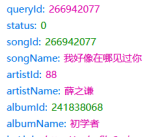 queryId: 266942077
status: 0
songId: 266942077
songName: 我好像在哪见过你
artistId: 88
artistName: 薛之谦
albumId: 241838068
albumName: 初学者